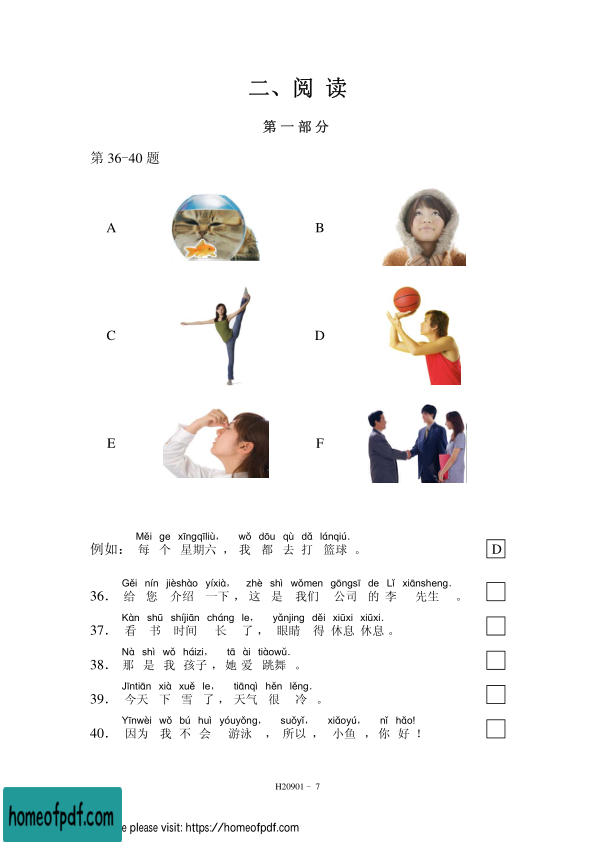 二、阅 读
第 一 部 分
第 36-40 题
A
B
C
D
E
F
Měi ge xīngqīliù， wǒ dōu qù dǎ lánqiú.
例如： 每 个 星期六 ，我 都 去 打 篮球 。 D
Gěi nín jièshào yíxià， zhè shì wǒmen gōngsī de Lǐ xiānsheng.
36． 给 您 介绍 一下 ，这 是 我们 公司 的 李 先生 。
Kàn shū shíjiān cháng le， yǎnjing děi xiūxi xiūxi.
37． 看 书 时间 长 了 ，眼睛 得 休息 休息 。
Nà shì wǒ háizi， tā ài tiàowǔ.
38． 那 是 我 孩子 ，她 爱 跳舞 。
Jīntiān xià xuě le， tiānqì hěn lěng.
39． 今天 下 雪 了 ，天气 很 冷 。
Yīnwèi wǒ bú huì yóuyǒng， suǒyǐ， xiǎoyú， nǐ hǎo!
40． 因为 我 不 会 游泳 ，所以 ，小鱼 ，你 好 ！
H20901 - 7
homeofpdf.com
e please visit: https://homeofpdf.com